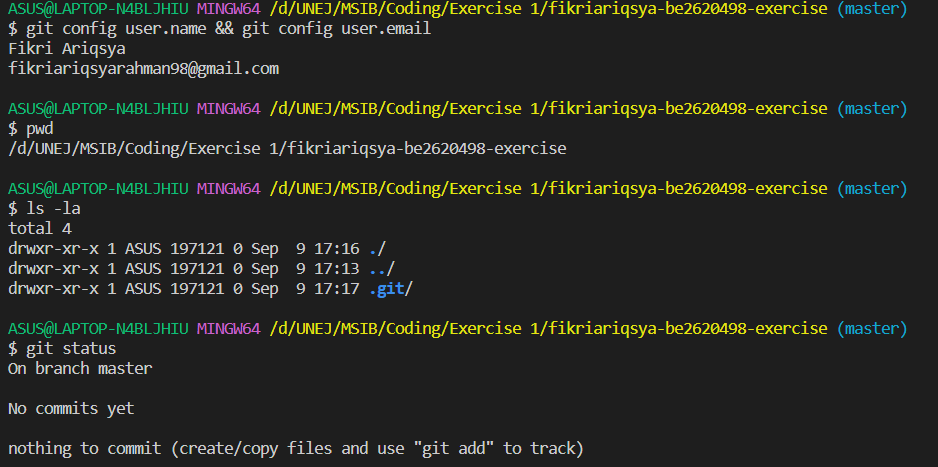 ASUS@LAPTOP-N4BLJHIU MINGW64 /d/UNEJ/MSIB/Coding/Exercise 1/fikriariqsya-be2620498-exercise (master)
$ git config user.name && git config user.email
Fikri Ariqsya
fikriariqsyarahman98@gmail.com
ASUS@LAPTOP-N4BLJHIU MINGW64 /d/UNEJ/MSIB/Coding/Exercise 1/fikriariqsya-be2620498-exercise (master)
$ pwd
/d/UNEJ/MSIB/Coding/Exercise 1/fikriariqsya-be2620498-exercise
ASUS@LAPTOP-N4BLJHIU MINGW64 /d/UNEJ/MSIB/Coding/Exercise 1/fikriariqsya-be2620498-exercise (master)
$ ls -la
total 4
drwxr-xr-x 1 ASUS 197121 0 Sep  9 17:16 ./
drwxr-xr-x 1 ASUS 197121 0 Sep  9 17:13 ../
drwxr-xr-x 1 ASUS 197121 0 Sep  9 17:17 .git/
ASUS@LAPTOP-N4BLJHIU MINGW64 /d/UNEJ/MSIB/Coding/Exercise 1/fikriariqsya-be2620498-exercise (master)
$ git status
On branch master
No commits yet
nothing to commit (create/copy files and use "git add" to track)